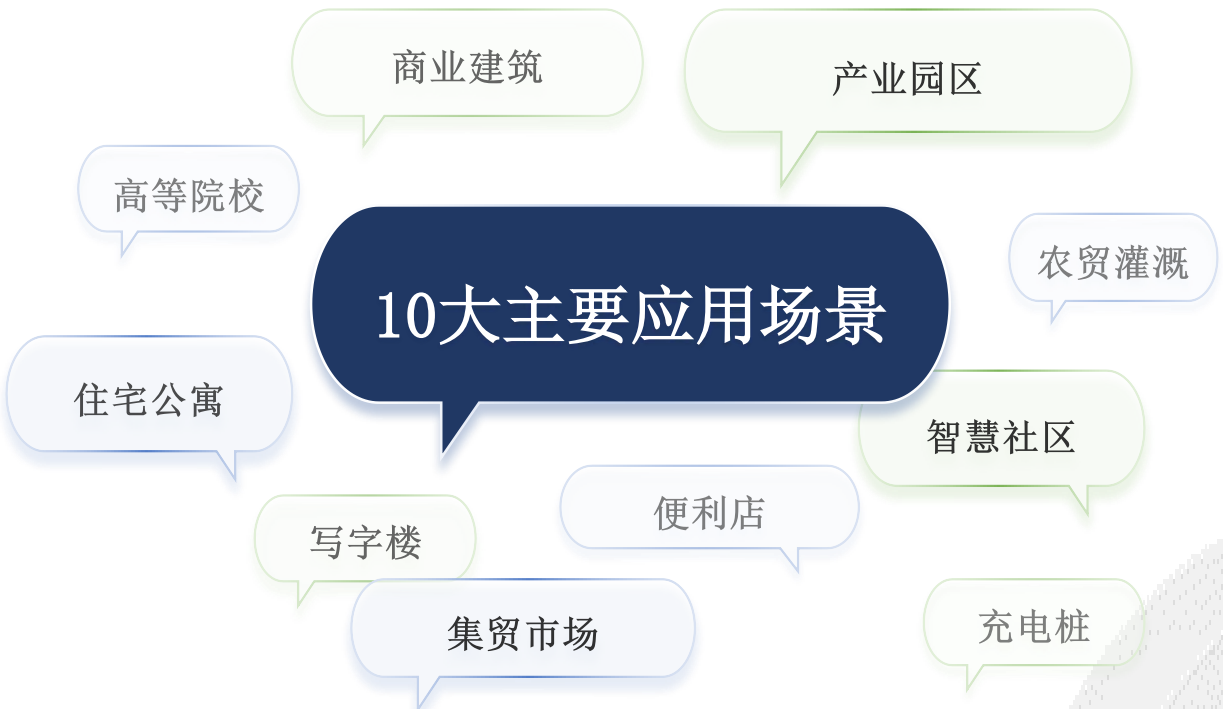 商业建筑
产业园区
高等院校
农贸灌溉
10大主要应用场景
住宅公寓
智慧社区
便利店
写字楼
集贸市场
充电桩